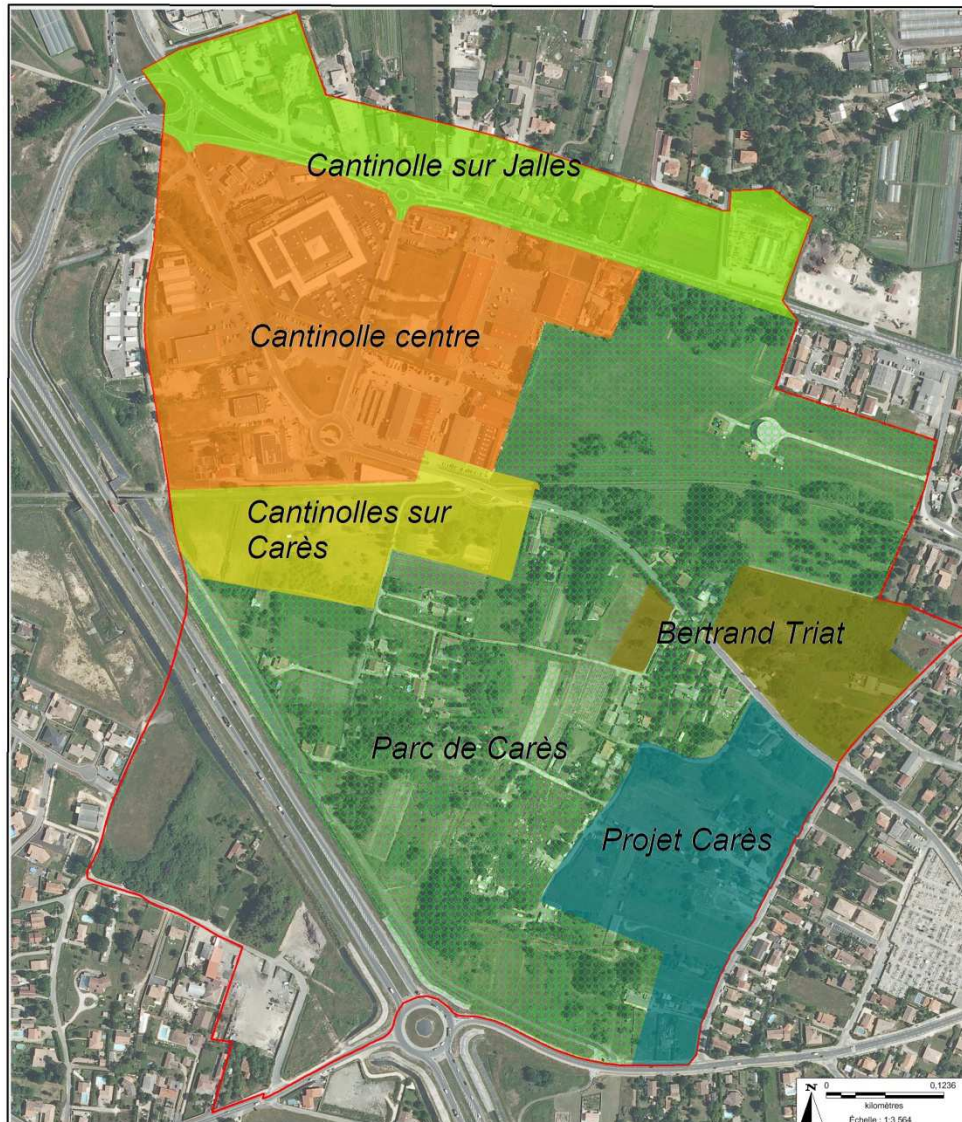 Cantinolle sur Jalles
Cantinolle centre
Cantinolles sur
Carès
Bertrand Triat
Parc de Carès
Projet Carès
N
0
0,1236
kilomètres
Échelle : 1:3 564